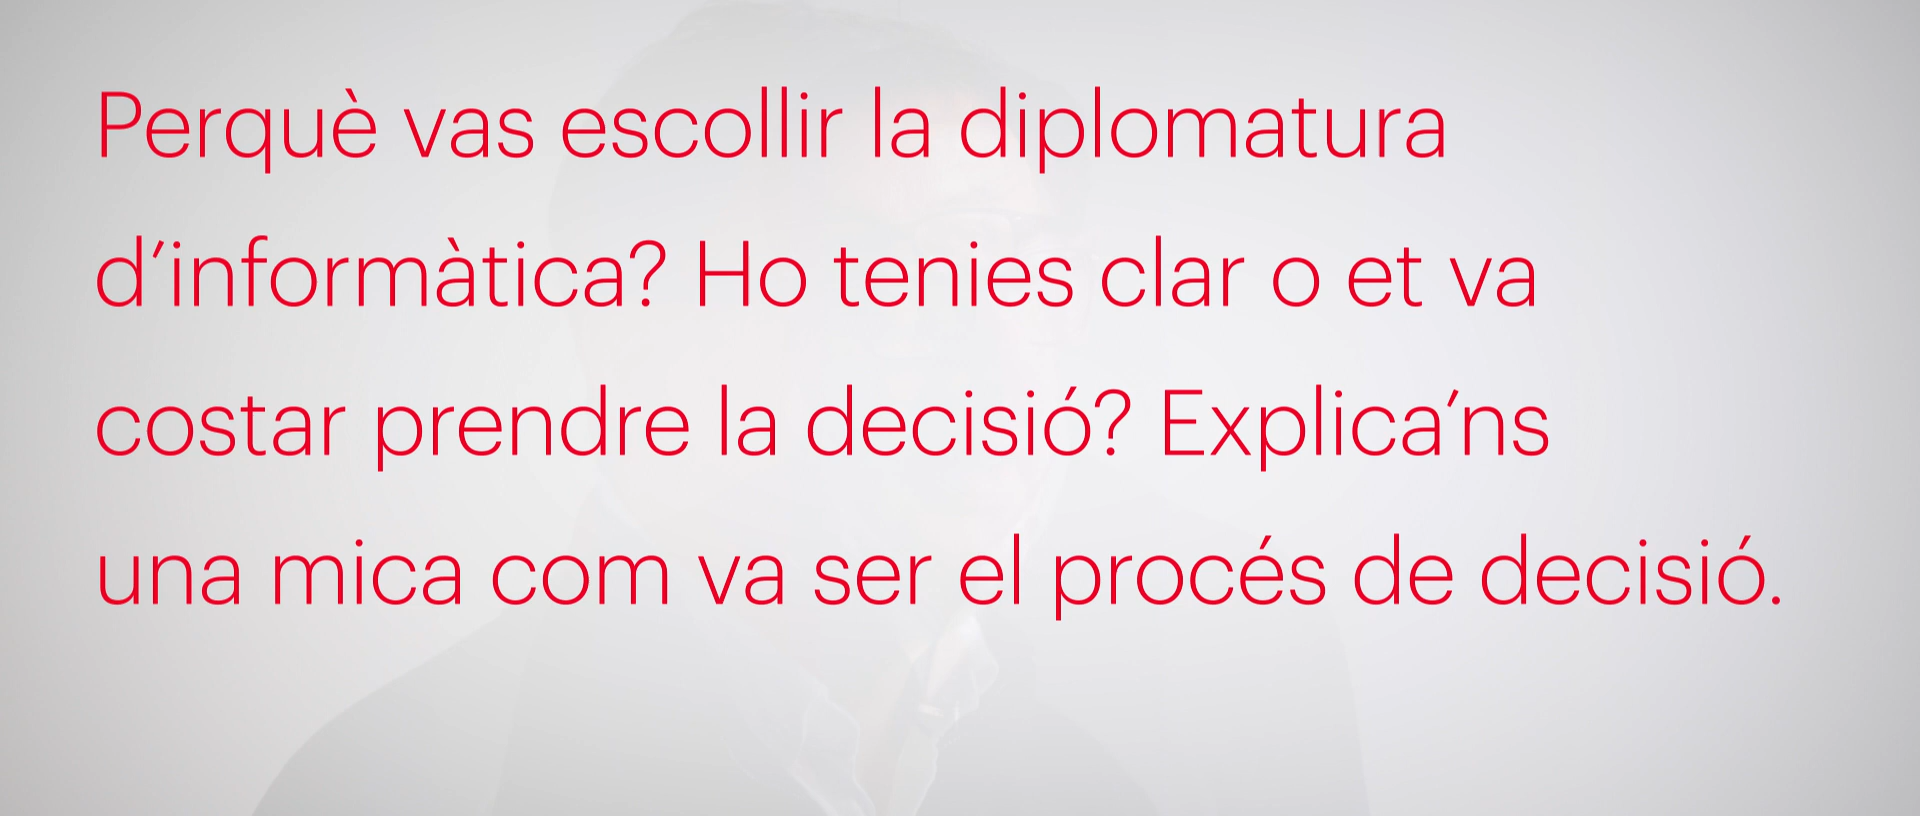 Perquè vas escollir la diplomatura
d’informàtica? Ho tenies clar o et va
costar prendre la decisió? Explica’ns
una mica com va ser el procés de decisió.